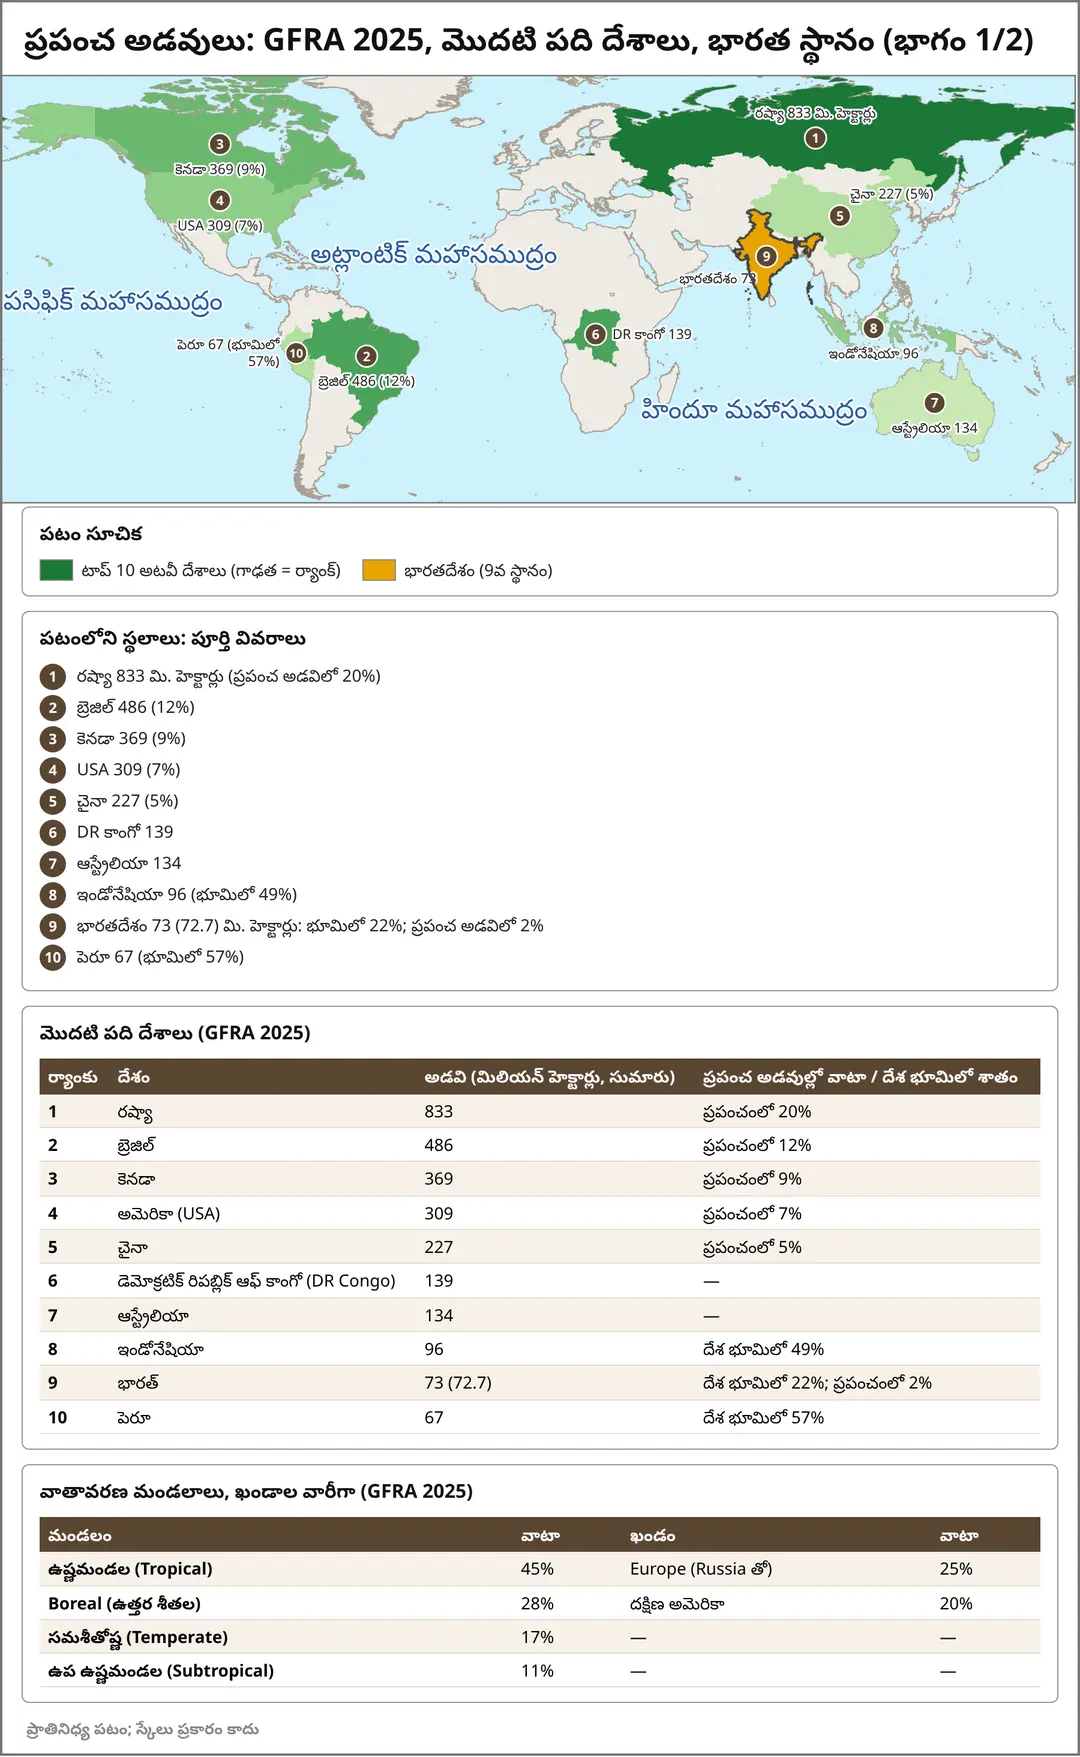 ప్రపంచ అడవులు: GFRA 2025, మొదటి పది దేశాలు, భారత స్థానం (భాగం 1/2)
రష్యా 833 మి. హెక్టార్లు
1
3
కెనడా 369 (9%)
చైనా 227 (5%)
4
5
USA 309 (7%)
అట్లాంటిక్ మహాసముద్రం
9
భారతదేశం 73
పసిఫిక్ మహాసముద్రం
8
6
DR కాంగో 139
పెరూ 67 (భూమిలో
57%)
10
2
ఇండోనేషియా 96
బ్రెజిల్ 486 (12%)
7
హిందూ మహాసముద్రం
ఆస్ట్రేలియా 134
పటం సూచిక
టాప్ 10 అటవీ దేశాలు (గాఢత = ర్యాంక్)
భారతదేశం (9వ స్థానం)
పటంలోని స్థలాలు: పూర్తి వివరాలు
1 రష్యా 833 మి. హెక్టార్లు (ప్రపంచ అడవిలో 20%)
2 బ్రెజిల్ 486 (12%)
3 కెనడా 369 (9%)
4 USA 309 (7%)
5 చైనా 227 (5%)
6 DR కాంగో 139
7 ఆస్ట్రేలియా 134
8 ఇండోనేషియా 96 (భూమిలో 49%)
9 భారతదేశం 73 (72.7) మి. హెక్టార్లు: భూమిలో 22%; ప్రపంచ అడవిలో 2%
10 పెరూ 67 (భూమిలో 57%)
మొదటి పది దేశాలు (GFRA 2025)
ర్యాంకు దేశం అడవి (మిలియన్ హెక్టార్లు, సుమారు) ప్రపంచ అడవుల్లో వాటా / దేశ భూమిలో శాతం
1 రష్యా 833 ప్రపంచంలో 20%
2 బ్రెజిల్ 486 ప్రపంచంలో 12%
3 కెనడా 369 ప్రపంచంలో 9%
4 అమెరికా (USA) 309 ప్రపంచంలో 7%
5 చైనా 227 ప్రపంచంలో 5%
6 డెమోక్రటిక్ రిపబ్లిక్ ఆఫ్ కాంగో (DR Congo) 139 —
7 ఆస్ట్రేలియా 134 —
8 ఇండోనేషియా 96 దేశ భూమిలో 49%
9 భారత్ 73 (72.7) దేశ భూమిలో 22%; ప్రపంచంలో 2%
10 పెరూ 67 దేశ భూమిలో 57%
వాతావరణ మండలాలు, ఖండాల వారీగా (GFRA 2025)
మండలం వాటా ఖండం వాటా
ఉష్ణమండల (Tropical) 45% Europe (Russia తో) 25%
Boreal (ఉత్తర శీతల) 28% దక్షిణ అమెరికా 20%
సమశీతోష్ణ (Temperate) 17% — —
ఉప ఉష్ణమండల (Subtropical) 11% — —
ప్రాతినిధ్య పటం; స్కేలు ప్రకారం కాదు